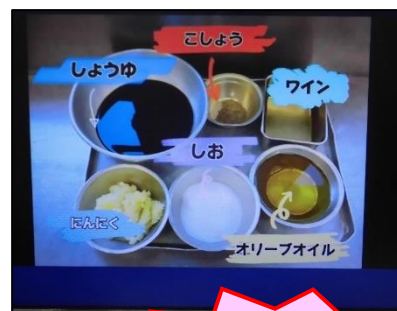 こしょう
しょうゆ
ワイン
しお
にんにく
オリーブオイル